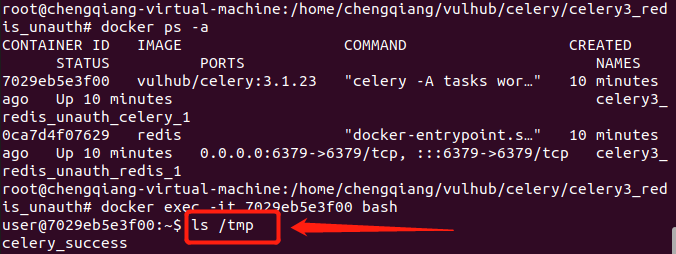 root@chengqiang-virtual-machine:/home/chengqiang/vulhub/celery/celery3_red
is_unauth# docker ps -a
CONTAINER ID   IMAGE                  COMMAND                  CREATED
       STATUS          PORTS                                       NAMES
7029eb5e3f00   vulhub/celery:3.1.23   "celery -A tasks wor…"   10 minutes
ago   Up 10 minutes                                                celery3_
redis_unauth_celery_1
0ca7d4f07629   redis                  "docker-entrypoint.s…"   10 minutes
ago   Up 10 minutes   0.0.0.0:6379->6379/tcp, :::6379->6379/tcp   celery3_
redis_unauth_redis_1
root@chengqiang-virtual-machine:/home/chengqiang/vulhub/celery/celery3_red
is_unauth# docker exec -it 7029eb5e3f00 bash
user@7029eb5e3f00:~$ ls /tmp
celery_success